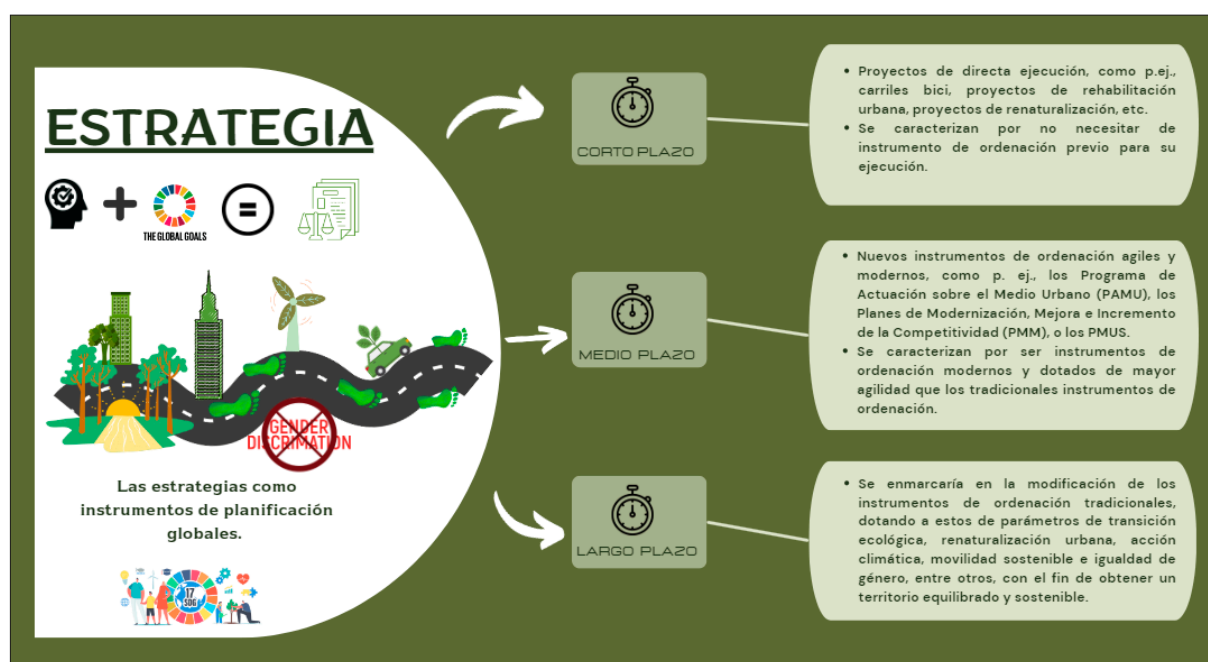 ESTRATEGIA
THE GLOBAL GOALS
GENDER
DISCRIMATION
Las estrategias como
instrumentos de planificación
globales.
17
SDG
CORTO PLAZO
• Proyectos de directa ejecución, como p.ej.,
carriles bici, proyectos de rehabilitación
urbana, proyectos de renaturalización, etc.
• Se caracterizan por no necesitar de
instrumento de ordenación previo para su
ejecución.
MEDIO PLAZO
• Nuevos instrumentos de ordenación agiles y
modernos, como p. ej., los Programa de
Actuación sobre el Medio Urbano (PAMU), los
Planes de Modernización, Mejora e Incremento
de la Competitividad (PMM), o los PMUS.
• Se caracterizan por ser instrumentos de
ordenación modernos y dotados de mayor
agilidad que los tradicionales instrumentos de
ordenación.
LARGO PLAZO
• Se enmarcaría en la modificación de los
instrumentos de ordenación tradicionales,
dotando a estos de parámetros de transición
ecológica, renaturalización urbana, acción
climática, movilidad sostenible e igualdad de
género, entre otros, con el fin de obtener un
territorio equilibrado y sostenible.